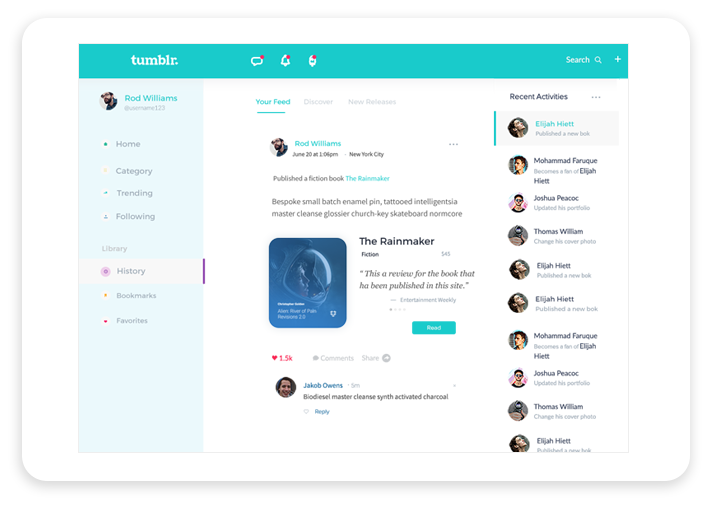 tumblr.
Search
+
Rod Williams
@username123
Home
Category
Trending
Following
Library
History
Bookmarks
Favorites
Your Feed
Discover
New Releases
Rod Williams
June 20 at 1:06pm · New York City
Published a fiction book The Rainmaker
Bespoke small batch enamel pin, tattooed intelligentsia
master cleanse glossier church-key skateboard normcore
Christopher Golden
Alien: River of Pain
Revisions 2.0
The Rainmaker
Fiction
$45
“ This is a review for the book that
ha been published in this site.”
— Entertainment Weekly
Read
1.5k
Comments
Share
Jakob Owens · 6m
Biodiesel master cleanse synth activated charcoal
Reply
Recent Activities
Elijah Hiett
Published a new bok
Mohammad Faruque
Becomes a fan of Elijah
Hiett
Joshua Peacoc
Updated his portfolio
Thomas William
Change his cover photo
Elijah Hiett
Published a new book
Elijah Hiett
Published a new book
Mohammad Faruque
Becomes a fan of Elijah
Hiett
Joshua Peacoc
Updated his portfolio
Thomas William
Change his cover photo
Elijah Hiett
Published a new book